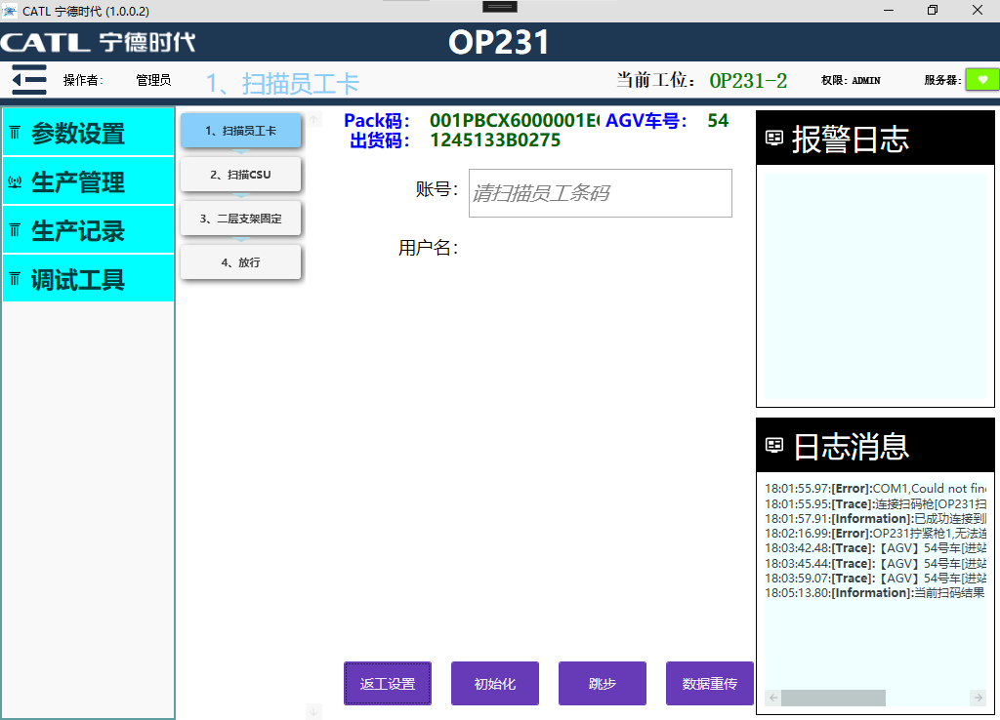 CATL 宁德时代 (1.0.0.2)
CATL 宁德时代
OP231
操作者:
管理员
1、扫描员工卡
当前工位:
OP231-2
权限: ADMIN
服务器:
参数设置
生产管理
生产记录
调试工具
1、扫描员工卡
2、扫描CSU
3、二层支架固定
4、放行
Pack码: 001PBCX6000001E
AGV车号: 54
出货码: 1245133B0275
账号: 请扫描员工条码
用户名:
返工设置
初始化
跳步
数据重传
报警日志
日志消息
18:01:55.97:[Error]:COM1,Could not fin
18:01:55.95:[Trace]:连接扫码枪[OP231扫
18:01:57.91:[Information]:已成功连接到
18:02:16.99:[Error]:OP231拧紧枪1,无法连
18:03:42.48:[Trace]:【AGV】54号车[进站
18:03:45.44:[Trace]:【AGV】54号车[进站
18:03:59.07:[Trace]:【AGV】54号车[进站
18:05:13.80:[Information]:当前扫码结果